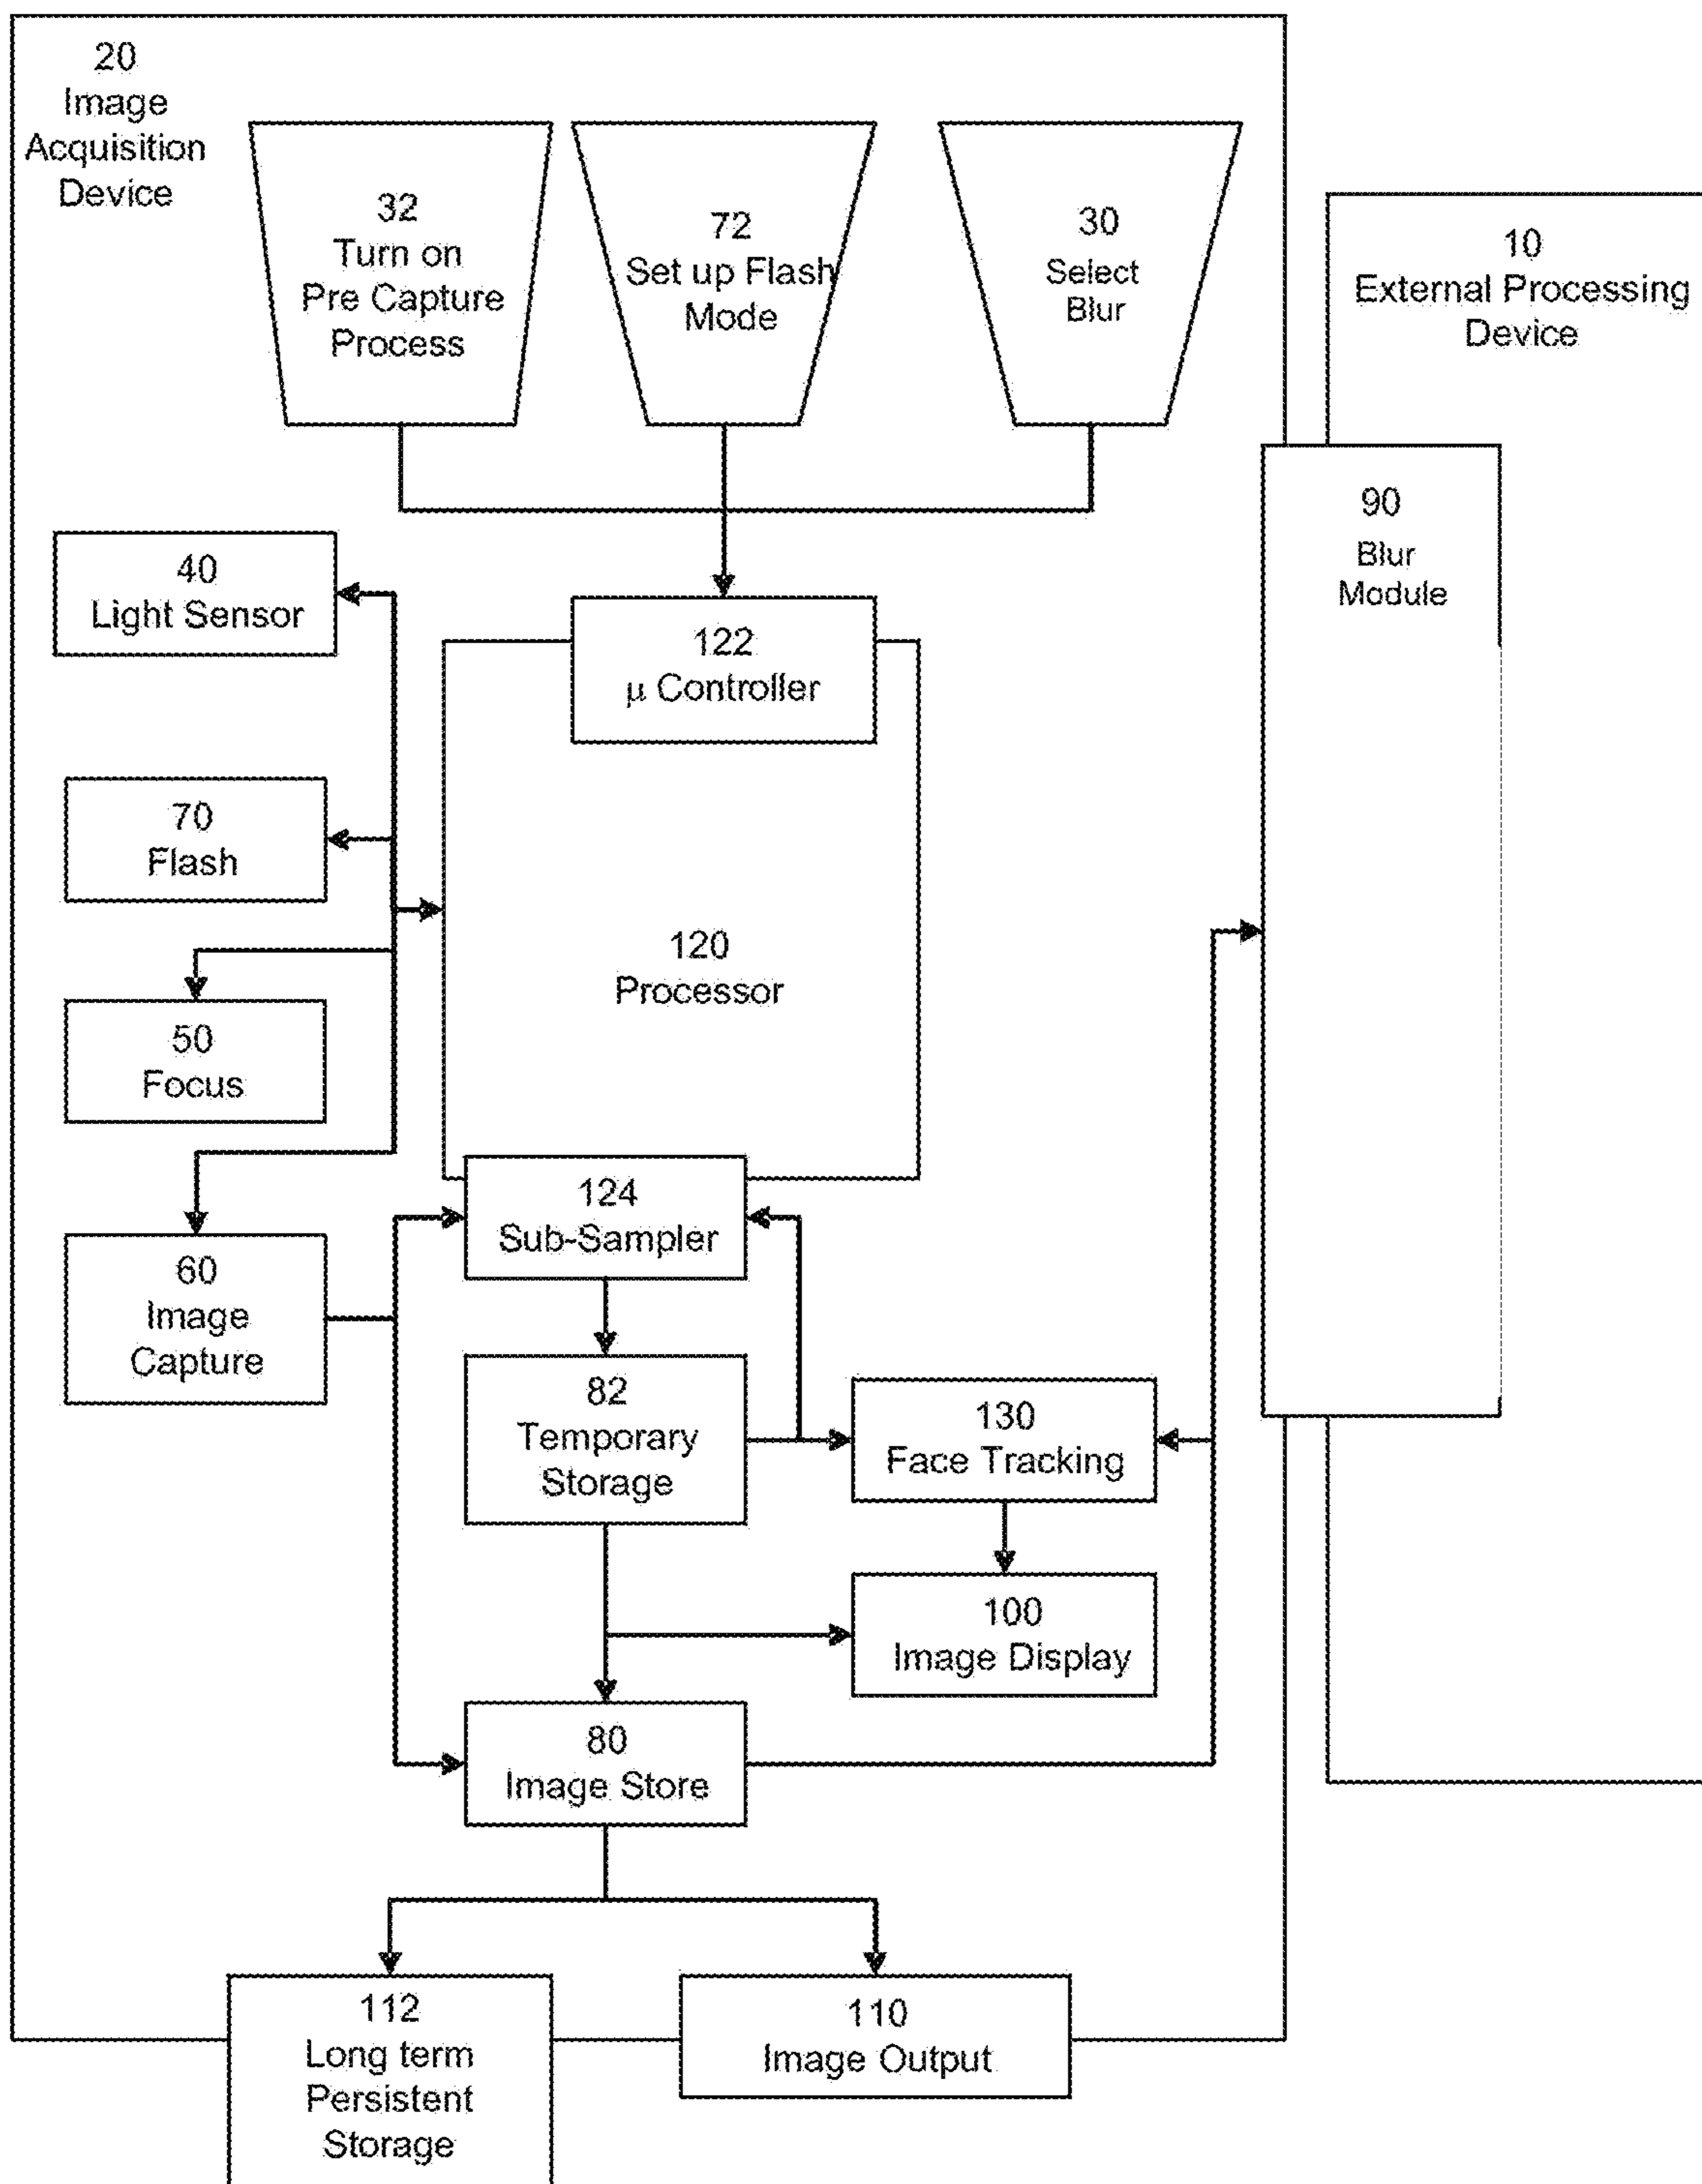 20
Image
Acquisition
Device
32
Turn on
Pre Capture
Process
72
Set up Flash
Mode
30
Select
Blur
10
External Processing
Device
90
Blur
Module
40
Light Sensor
122
μ Controller
70
Flash
120
Processor
50
Focus
124
Sub-Sampler
60
Image
Capture
82
Temporary
Storage
130
Face Tracking
100
Image Display
80
Image Store
112
Long term
Persistent
Storage
110
Image Output